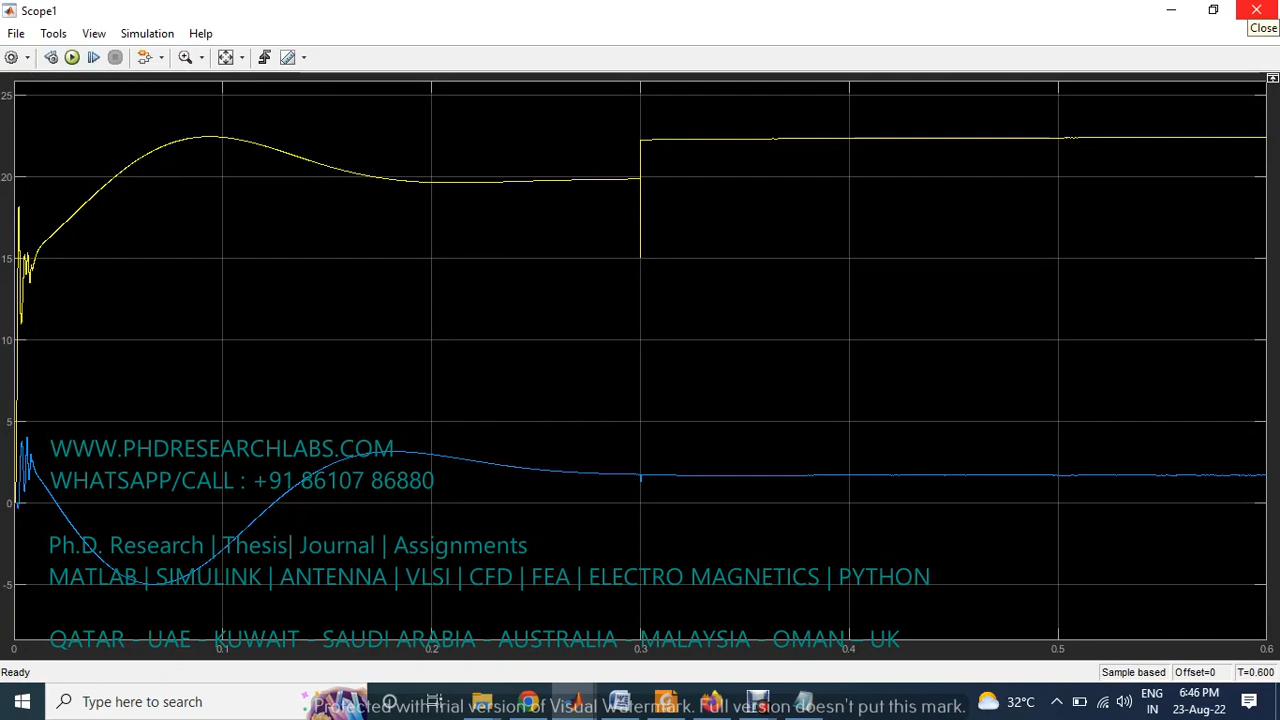 Scope1
Close
File Tools View Simulation Help
25
20
15
10
5
0
-5
0 0.1 0.2 0.3 0.4 0.5 0.6
WWW.PHDRESEARCHLABS.COM
WHATSAPP/CALL : +91 86107 86880
Ph.D. Research | Thesis| Journal | Assignments
MATLAB | SIMULINK | ANTENNA | VLSI | CFD | FEA | ELECTRO MAGNETICS | PYTHON
QATAR - UAE - KUWAIT - SAUDI ARABIA - AUSTRALIA - MALAYSIA - OMAN - UK
Ready Sample based Offset=0 T=0.600
Type here to search 32°C ENG IN 6:46 PM 23-Aug-22
Protected with trial version of Visual Watermark. Full version doesn't put this mark.